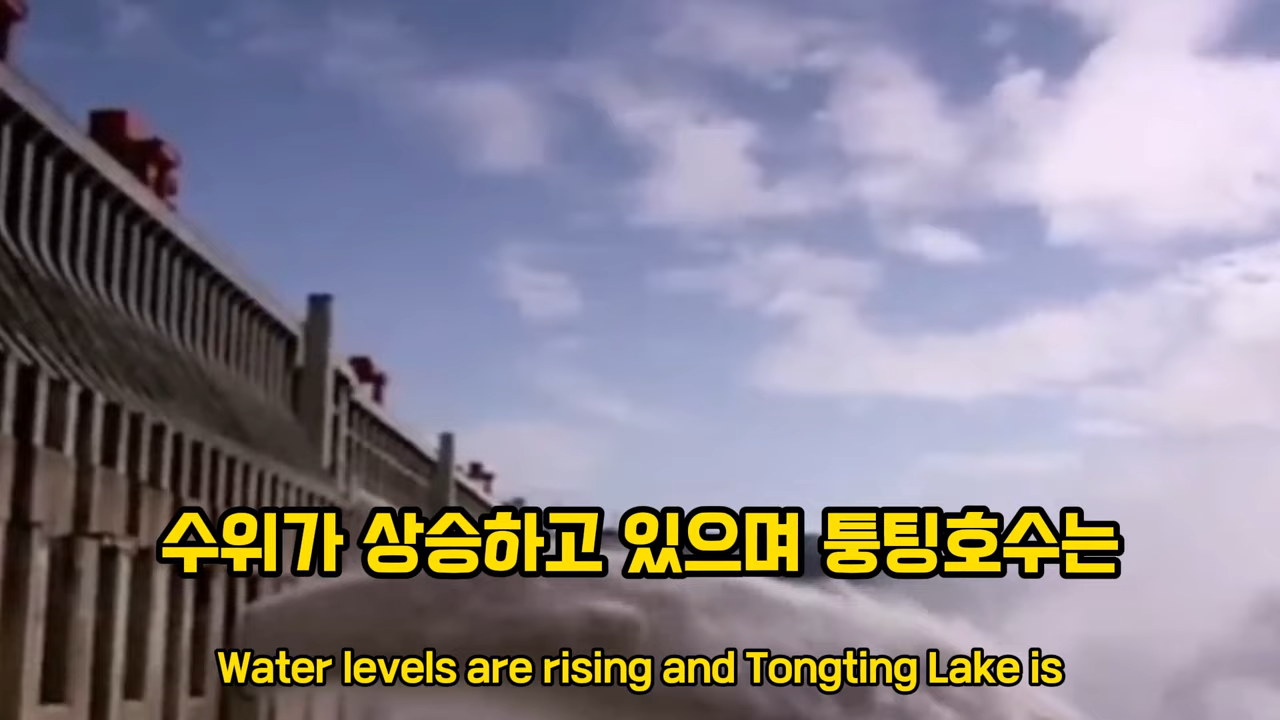 수위가 상승하고 있으며 퉁팅호수는
Water levels are rising and Tongting Lake is